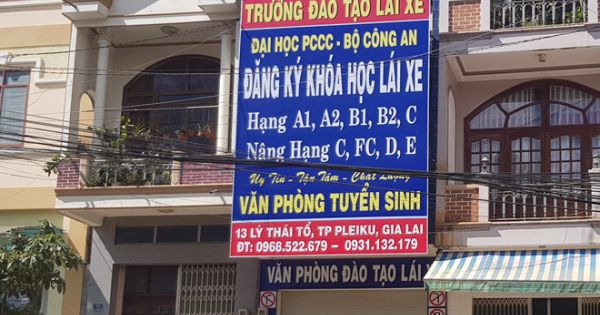 TRƯỜNG ĐÀO TẠO LÁI XE
ĐẠI HỌC PCCC - BỘ CÔNG AN
ĐĂNG KÝ KHÓA HỌC LÁI XE
Hạng A1, A2, B1, B2, C
Nâng Hạng C, FC, D, E
Uy Tín - Tận Tâm - Chất Lượng
VĂN PHÒNG TUYỂN SINH
13 LÝ THÁI TỔ, TP PLEIKU, GIA LAI
ĐT: 0968.522.679 - 0931.132.179
VĂN PHÒNG ĐÀO TẠO LÁI